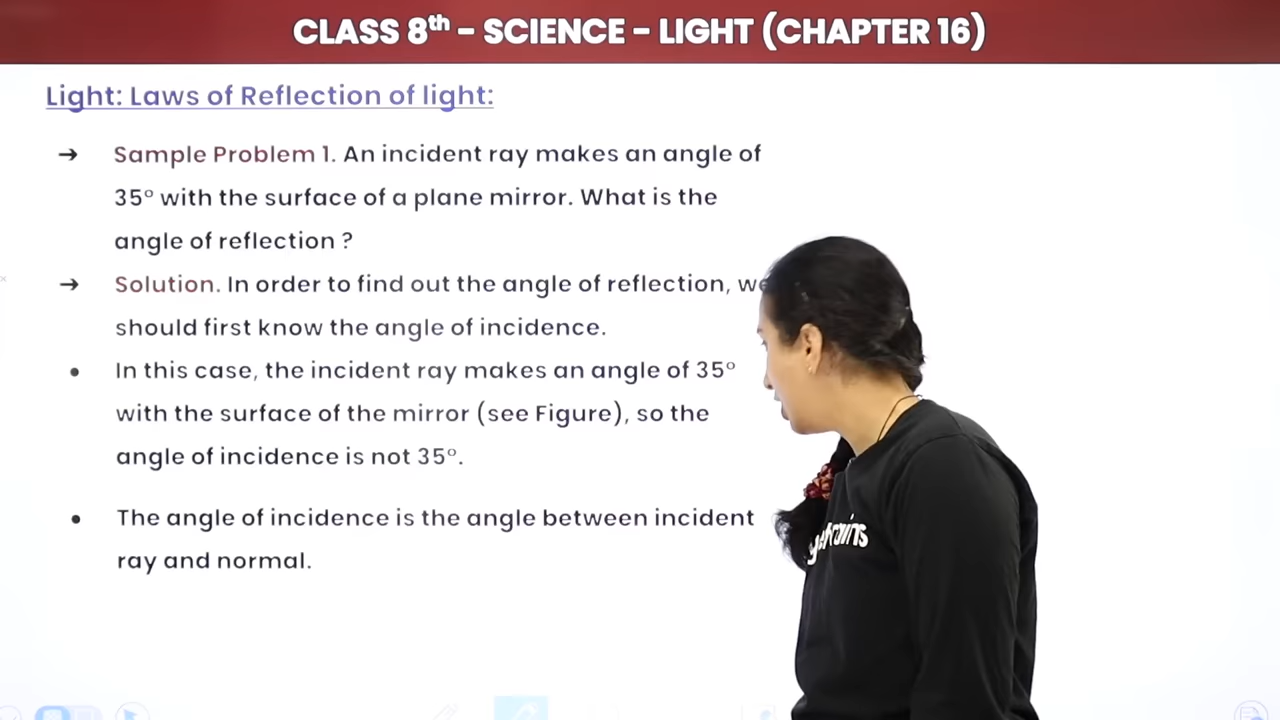 CLASS 8th – SCIENCE – LIGHT (CHAPTER 16)
Light: Laws of Reflection of light:
→ Sample Problem 1. An incident ray makes an angle of
35° with the surface of a plane mirror. What is the
angle of reflection ?
→ Solution. In order to find out the angle of reflection, we
should first know the angle of incidence.
• In this case, the incident ray makes an angle of 35°
with the surface of the mirror (see Figure), so the
angle of incidence is not 35°.
• The angle of incidence is the angle between incident
ray and normal.